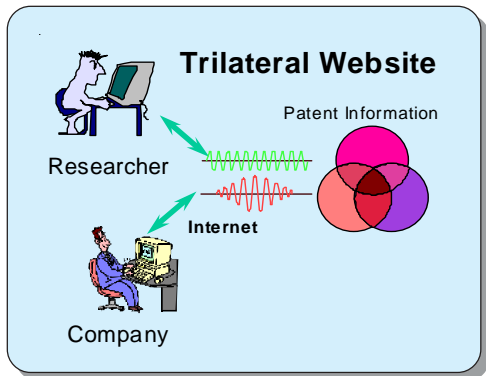 Trilateral Website
Patent Information
Researcher
Internet
Company